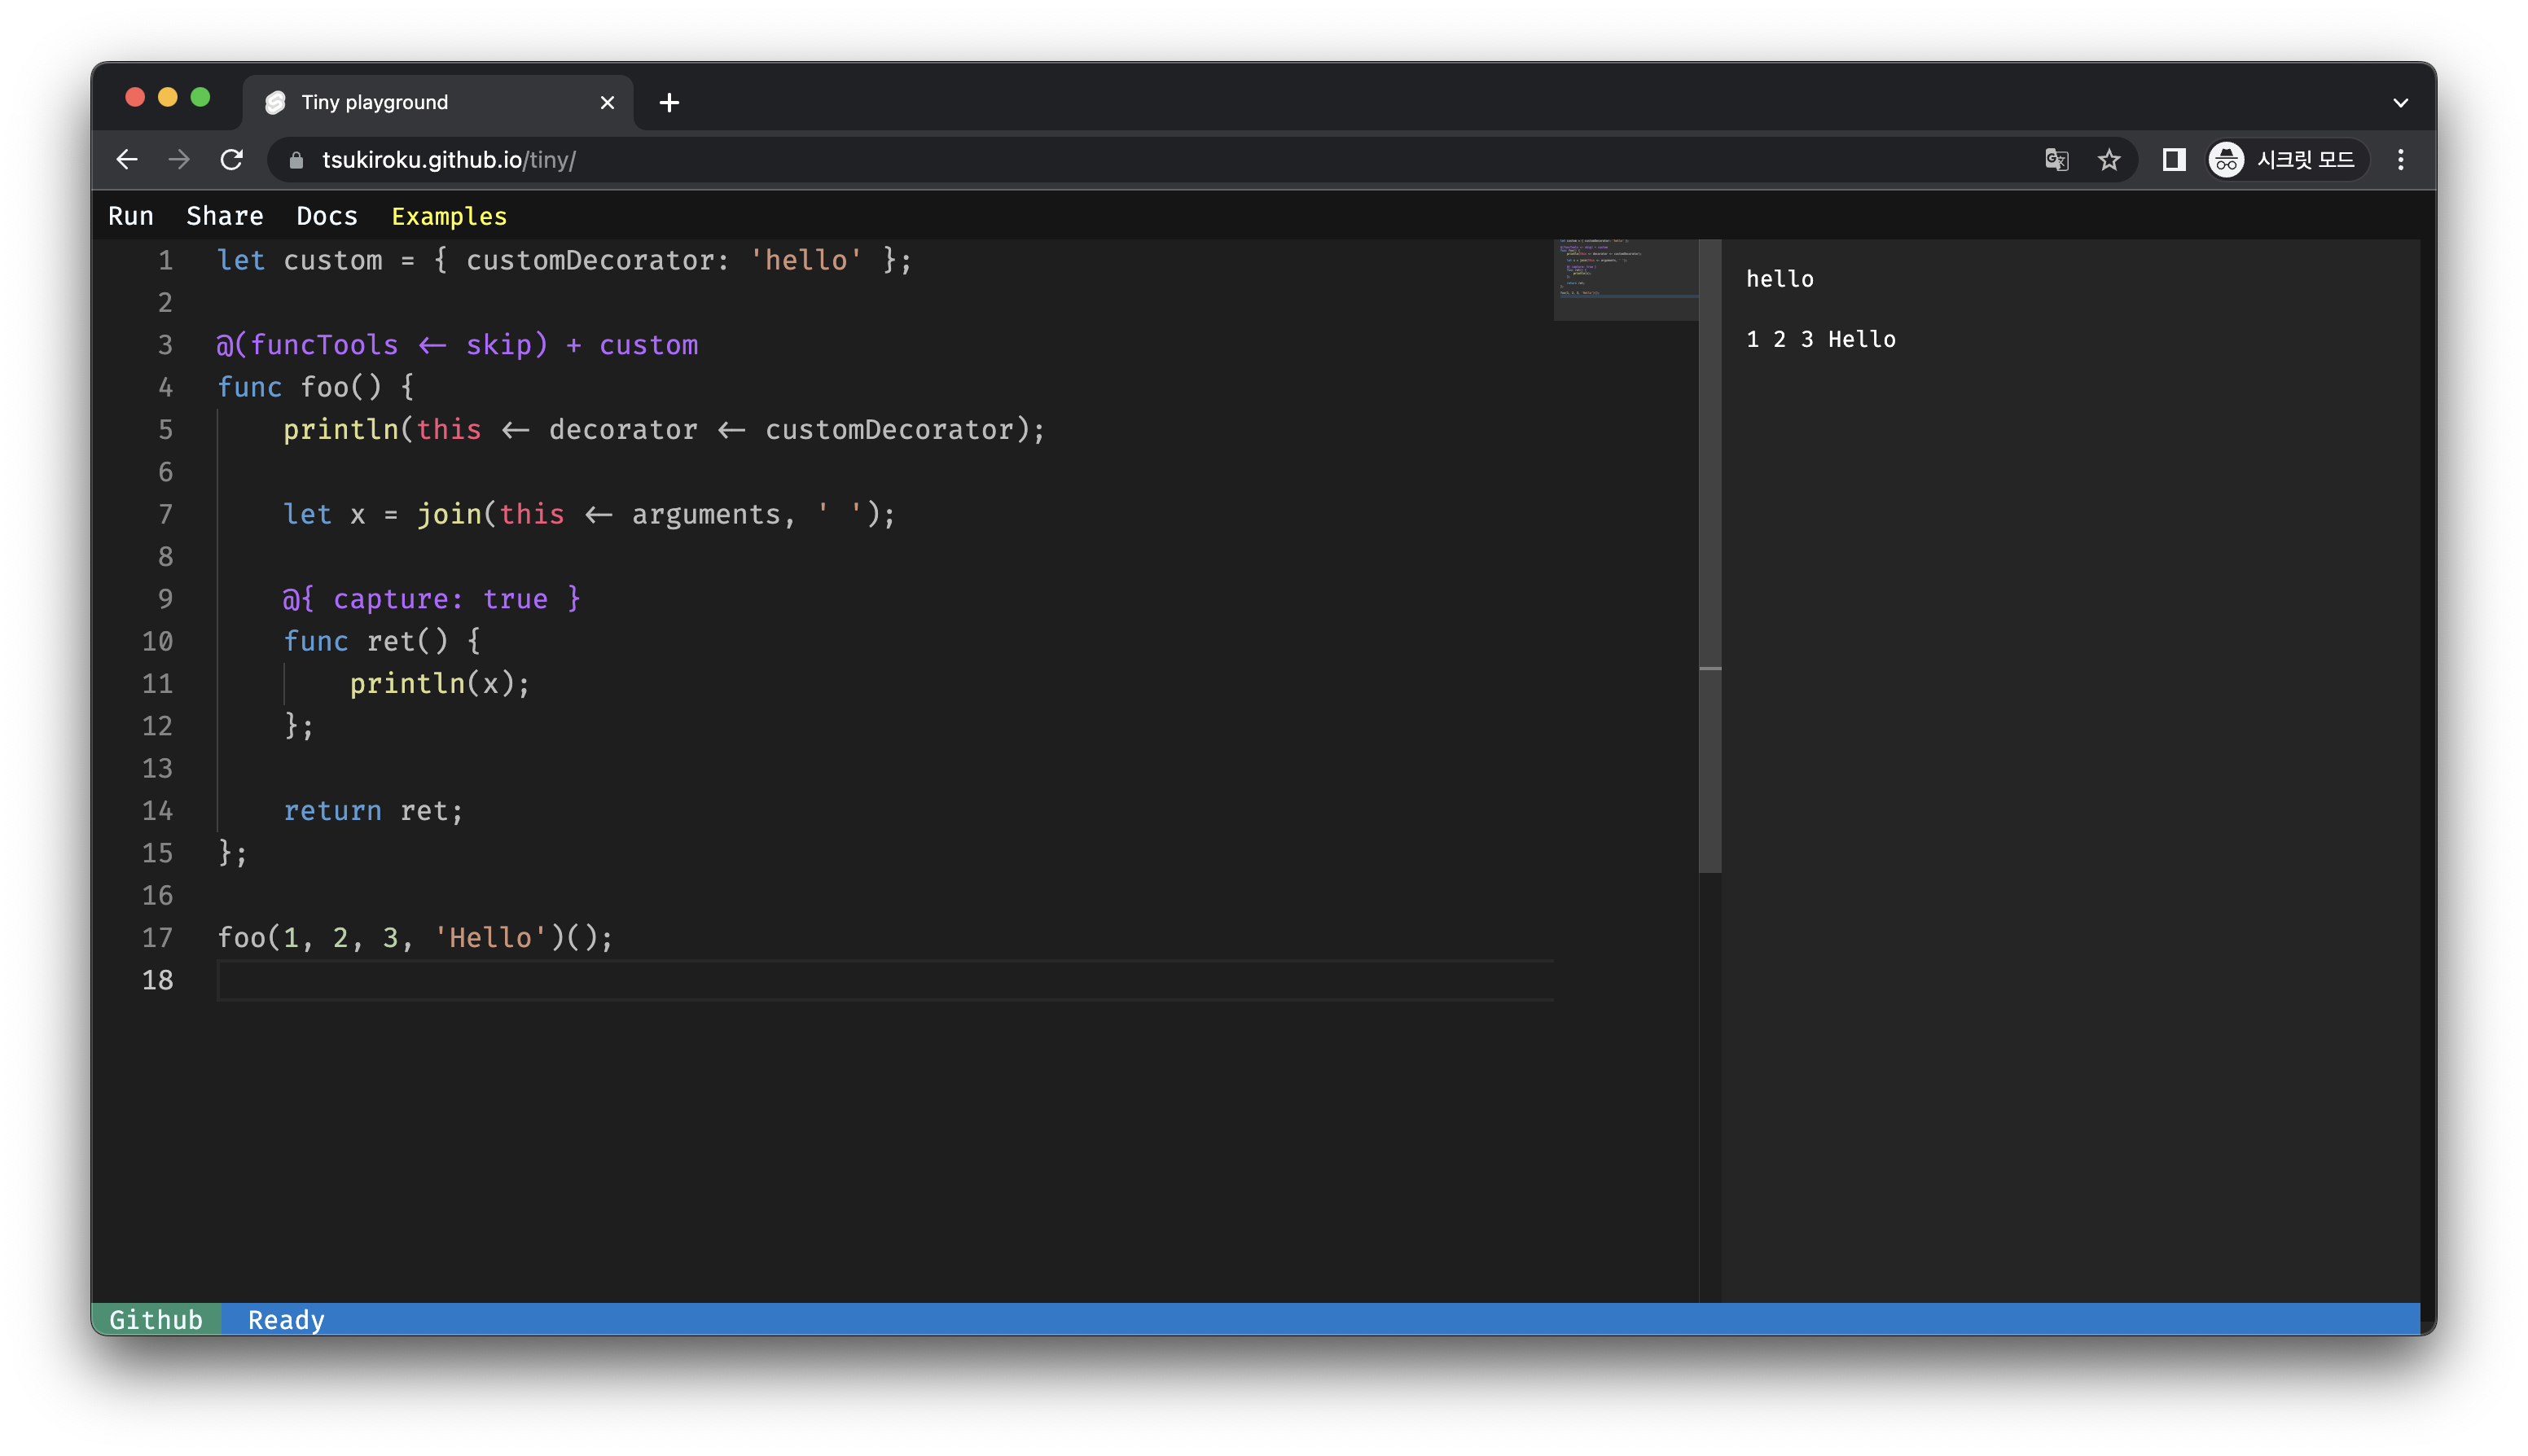 Tiny playground
tsukiroku.github.io/tiny/
시크릿 모드
Run Share Docs Examples
1 let custom = { customDecorator: 'hello' };
2
3 @(funcTools <- skip) + custom
4 func foo() {
5 println(this <- decorator <- customDecorator);
6
7 let x = join(this <- arguments, ' ');
8
9 @{ capture: true }
10 func ret() {
11 println(x);
12 };
13
14 return ret;
15 };
16
17 foo(1, 2, 3, 'Hello')();
18
hello
1 2 3 Hello
Github Ready